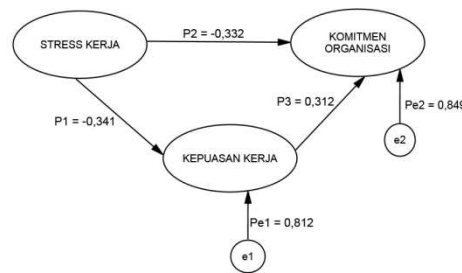 STRESS KERJA
P2 = -0,332
KOMITMEN
ORGANISASI
P1 = -0,341
P3 = 0,312
Pe2 = 0,849
KEPUASAN KERJA
e2
Pe1 = 0,812
e1